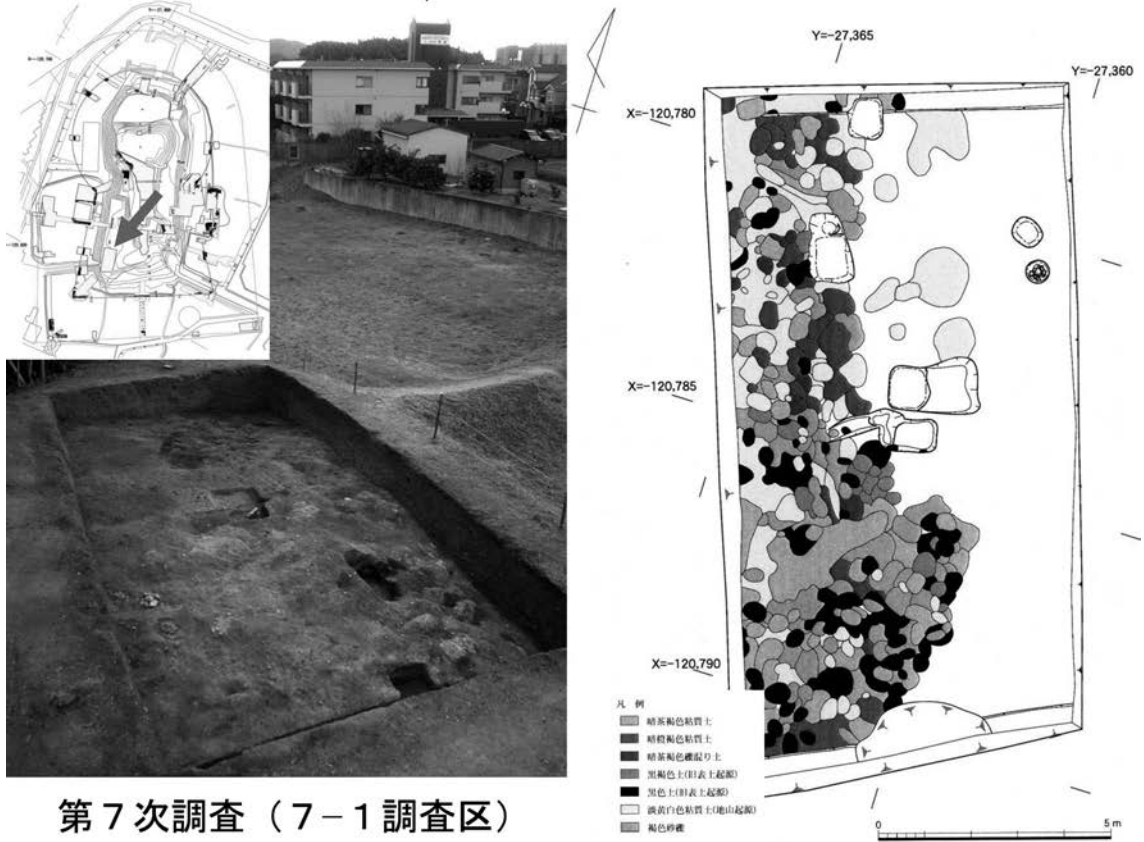 第7次調査（7-1調査区）
Y=-27,365
Y=-27,360
X=-120,780
X=-120,785
X=-120,790
凡 例
暗茶褐色粘質土
暗橙褐色粘質土
暗茶褐色礫混り土
黒褐色土(旧表土起源)
黒色土(旧表土起源)
淡黄白色粘質土(地山起源)
褐色砂礫
0
5 m